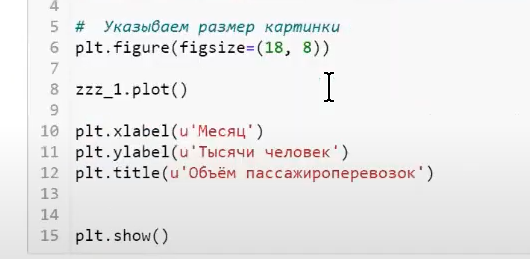 4
5 #  Указываем размер картинки
6 plt.figure(figsize=(18, 8))
7
8 zzz_1.plot()
9
10 plt.xlabel(u'Месяц')
11 plt.ylabel(u'Тысячи человек')
12 plt.title(u'Объём пассажироперевозок')
13
14
15 plt.show()